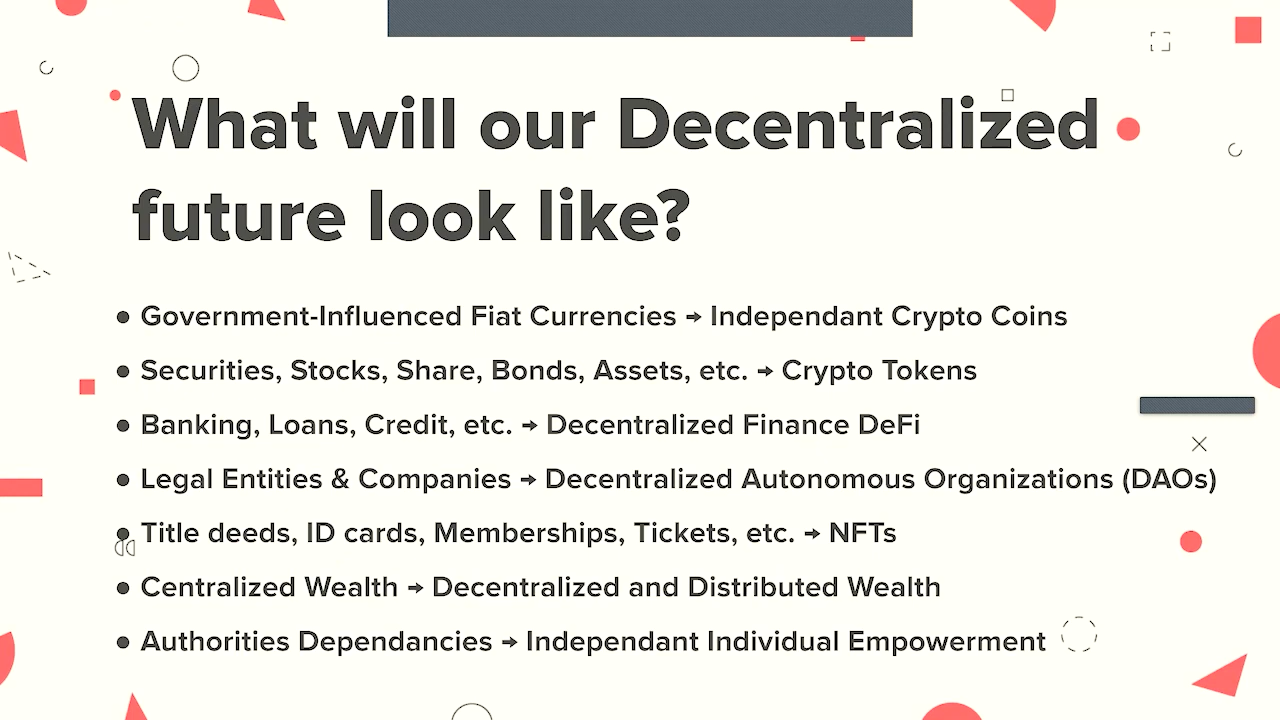 What will our Decentralized
future look like?
● Government-Influenced Fiat Currencies → Independant Crypto Coins
● Securities, Stocks, Share, Bonds, Assets, etc. → Crypto Tokens
● Banking, Loans, Credit, etc. → Decentralized Finance DeFi
● Legal Entities & Companies → Decentralized Autonomous Organizations (DAOs)
● Title deeds, ID cards, Memberships, Tickets, etc. → NFTs
● Centralized Wealth → Decentralized and Distributed Wealth
● Authorities Dependancies → Independant Individual Empowerment